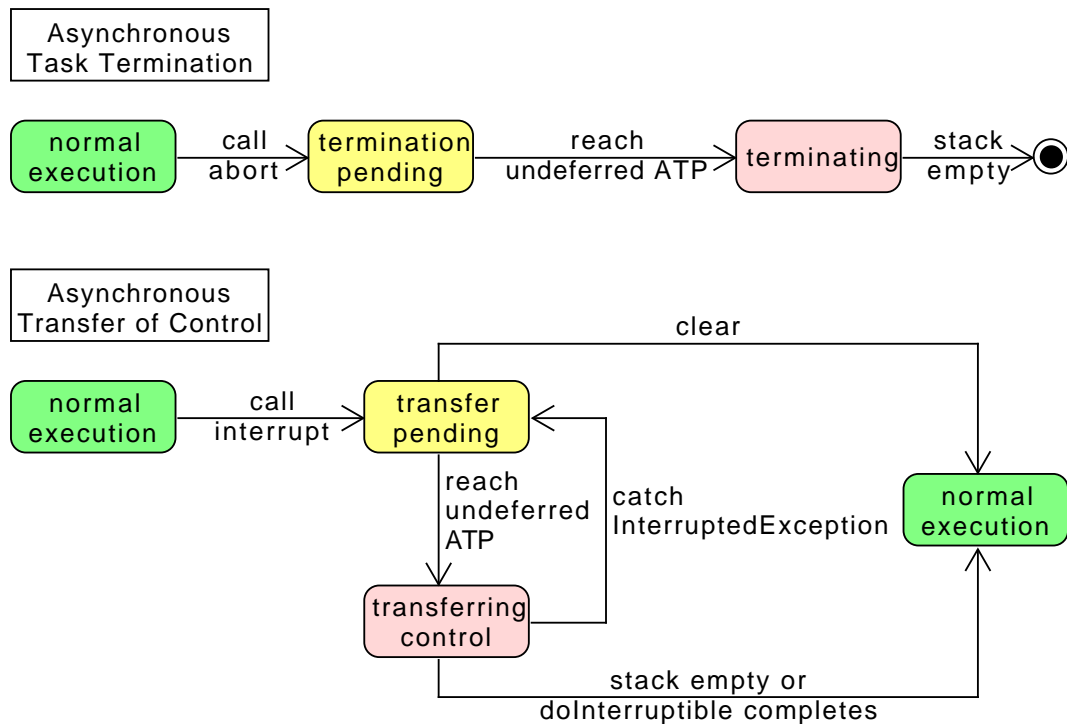 Asynchronous
Task Termination
normal
execution
call
abort
termination
pending
reach
undeferred ATP
terminating
stack
empty
Asynchronous
Transfer of Control
clear
normal
execution
call
interrupt
transfer
pending
reach
undeferred
ATP
catch
InterruptedException
normal
execution
transferring
control
stack empty or
doInterruptible completes